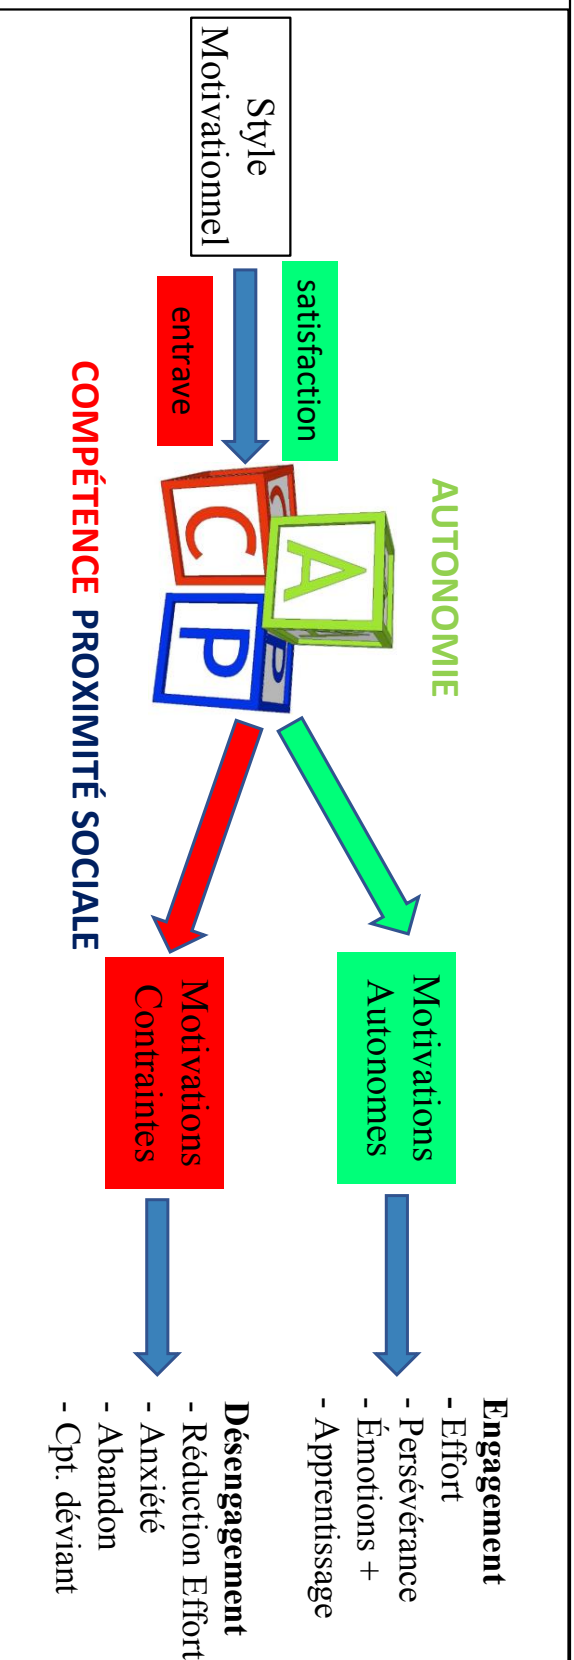 Style
Motivationnel
satisfaction
entrave
AUTONOMIE
C
A
P
COMPÉTENCE PROXIMITÉ SOCIALE
Motivations
Autonomes
Motivations
Contraintes
Engagement
- Effort
- Persévérance
- Émotions +
- Apprentissage
Désengagement
- Réduction Effort
- Anxiété
- Abandon
- Cpt. déviant